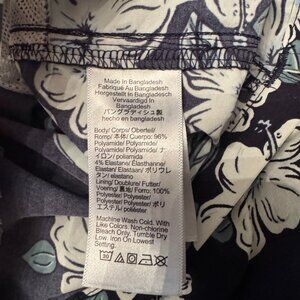 Made In Bangladesh
Fabrique Au Bangladesh
Hergestellt In Bangladesch
Vervaardigd In
Bangladesh
バングラディシュ製
hecho en bangladesh
Body/ Corps/ Oberteil/
Romp/ 本体/ Cuerpo: 96%
Polyamide/ Polyamide/
Polyamid/ Polyamide/ ナ
イロン/ poliamida
4% Elastane/ Élasthanne/
Elastan/ Elastaan/ ポリウレ
タン/ elastano
Lining/ Doublure/ Futter/
Voering/ 裏地/ Forro: 100%
Polyester/ Polyester/
Polyester/ Polyester/ ポリ
エステル/ Poliéster
Machine Wash Cold. With
Like Colors. Non-chlorine
Bleach Only. Tumble Dry
Low. Iron On Lowest
Setting.
30